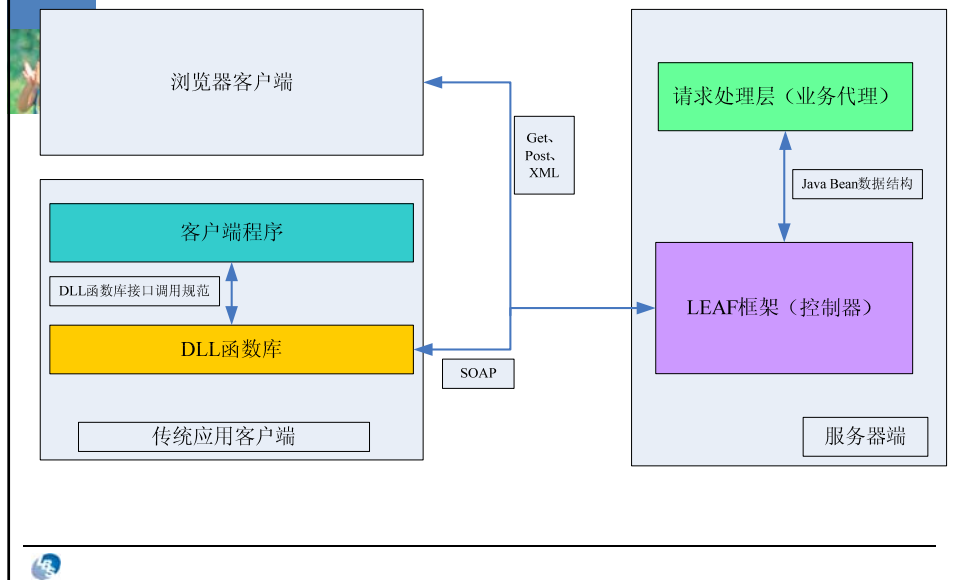 浏览器客户端
Get、
Post、
XML
客户端程序
DLL函数库接口调用规范
DLL函数库
SOAP
传统应用客户端
请求处理层（业务代理）
Java Bean数据结构
LEAF框架（控制器）
服务器端